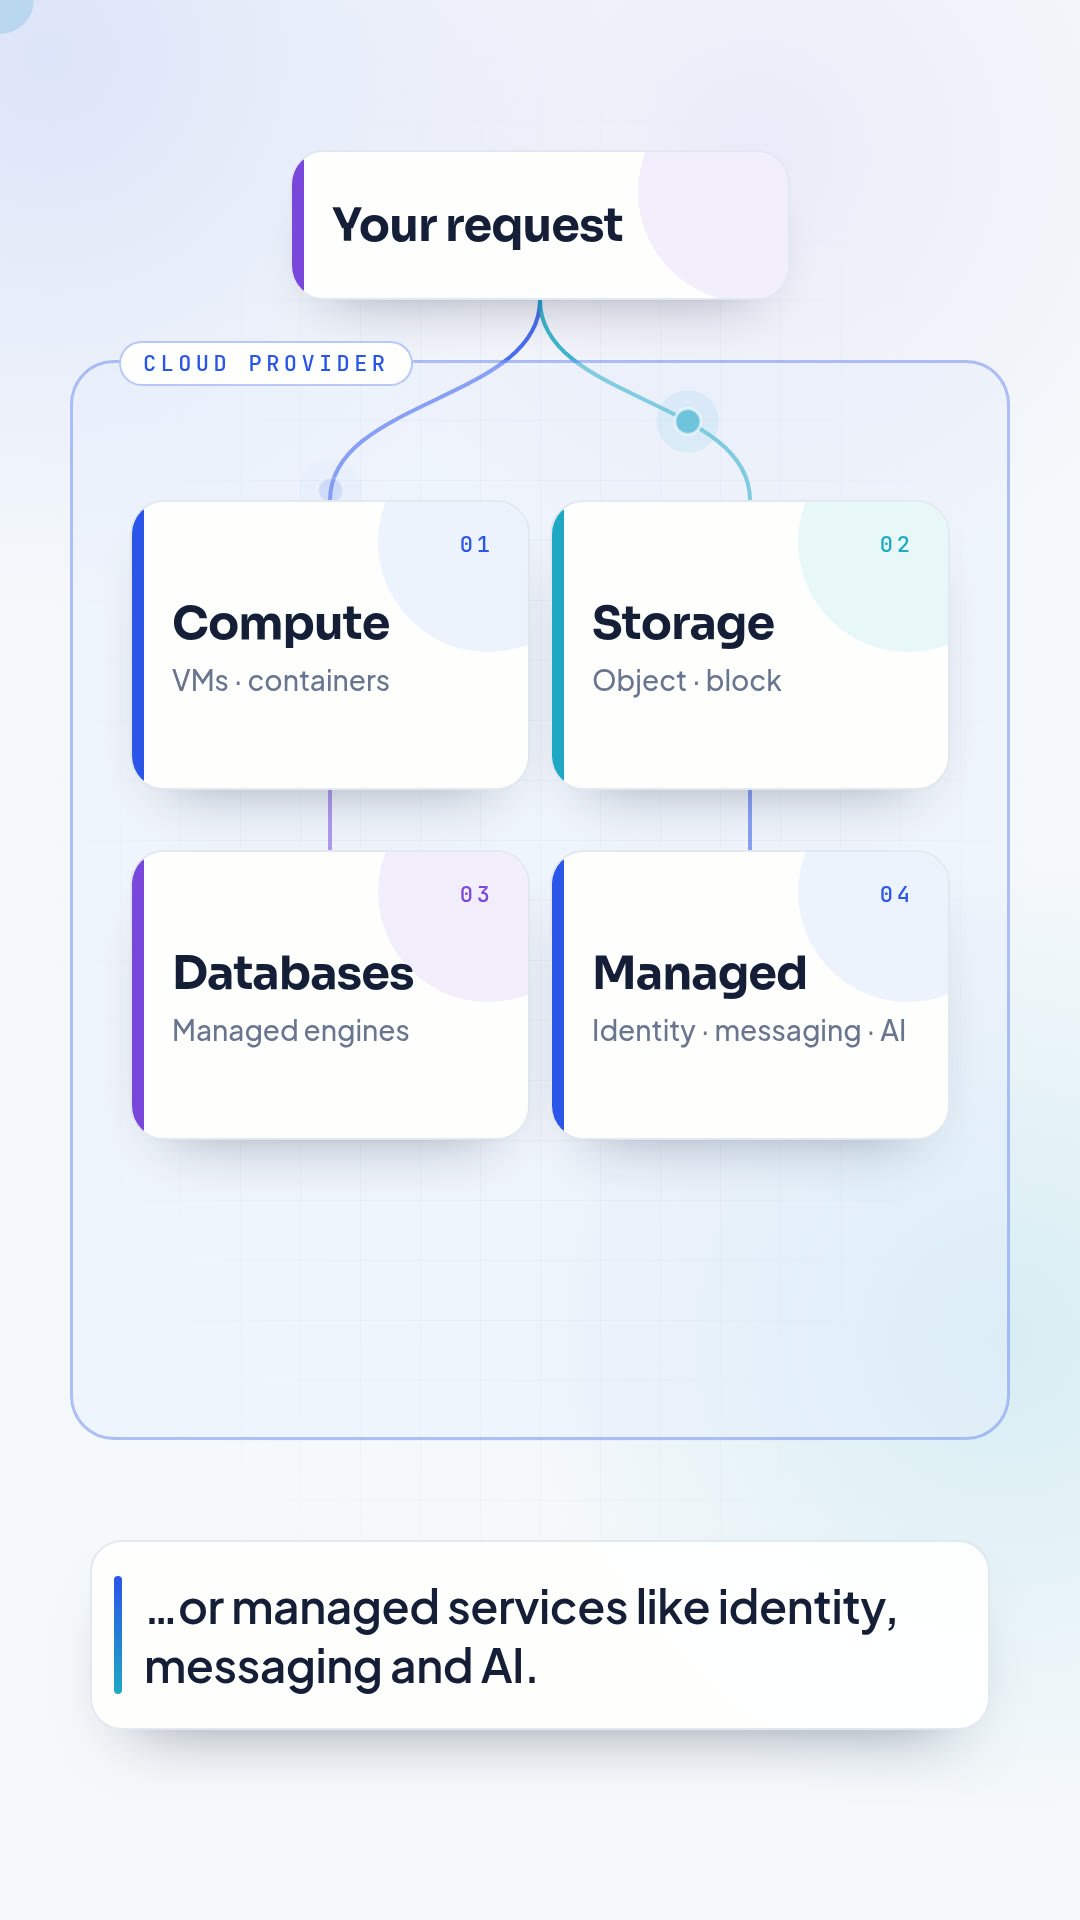 Your request
CLOUD PROVIDER
01
Compute
VMs · containers
02
Storage
Object · block
03
Databases
Managed engines
04
Managed
Identity · messaging · AI
…or managed services like identity,
messaging and AI.